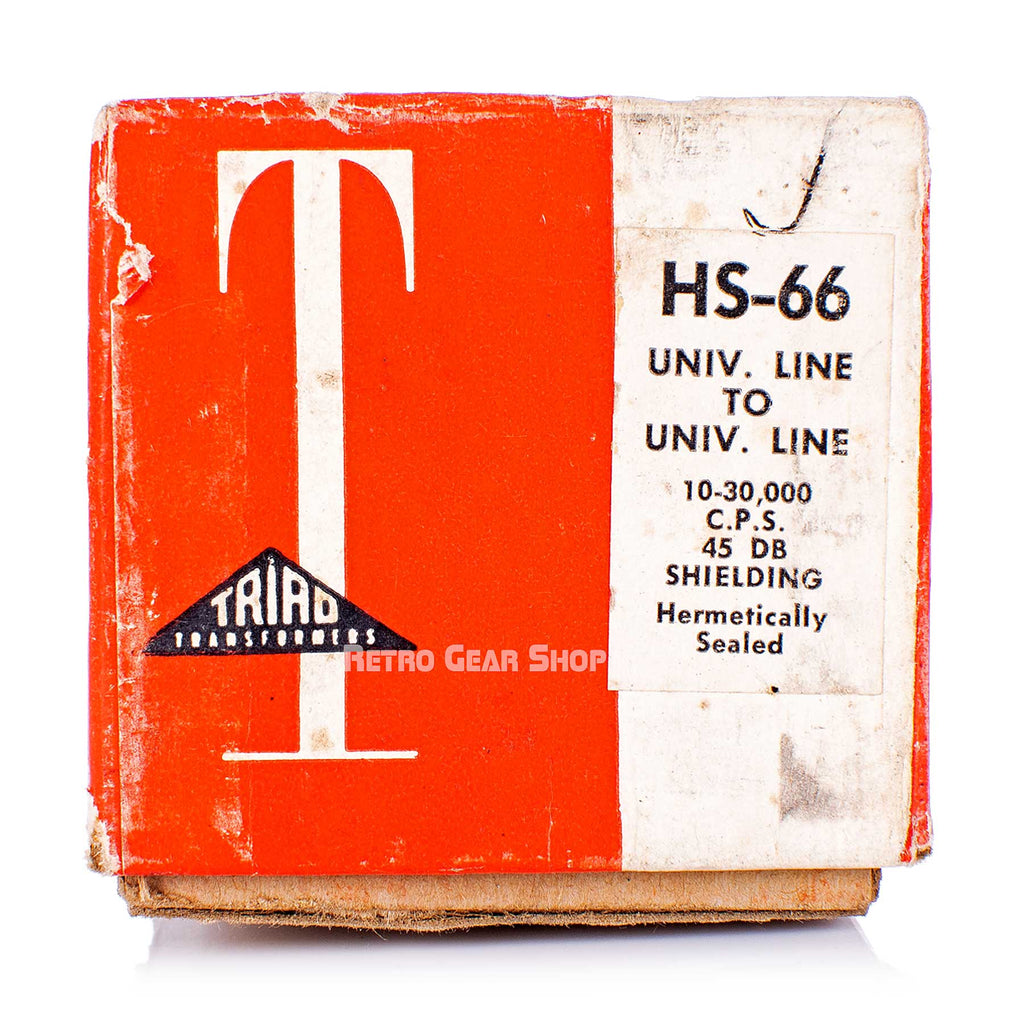 T
TRIAD
TRANSFORMERS
RETRO GEAR SHOP
HS-66
UNIV. LINE
TO
UNIV. LINE
10-30,000
C.P.S.
45 DB
SHIELDING
Hermetically
Sealed